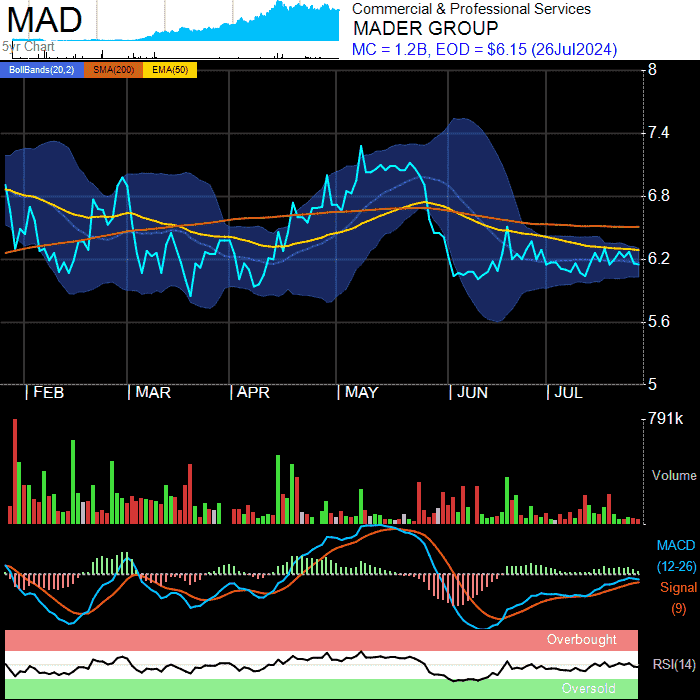 MAD
5yr Chart
Commercial & Professional Services
MADER GROUP
MC = 1.2B, EOD = $6.15 (26Jul2024)
BollBands(20,2) SMA(200) EMA(50)
8
7.4
6.8
6.2
5.6
5
FEB MAR APR MAY JUN JUL
791k
Volume
MACD
(12-26)
Signal
(9)
Overbought
RSI(14)
Oversold